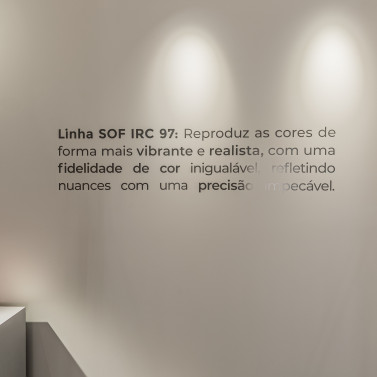 Linha SOF IRC 97: Reproduz as cores de
forma mais vibrante e realista, com uma
fidelidade de cor inigualável, refletindo
nuances com uma precisão impecável.